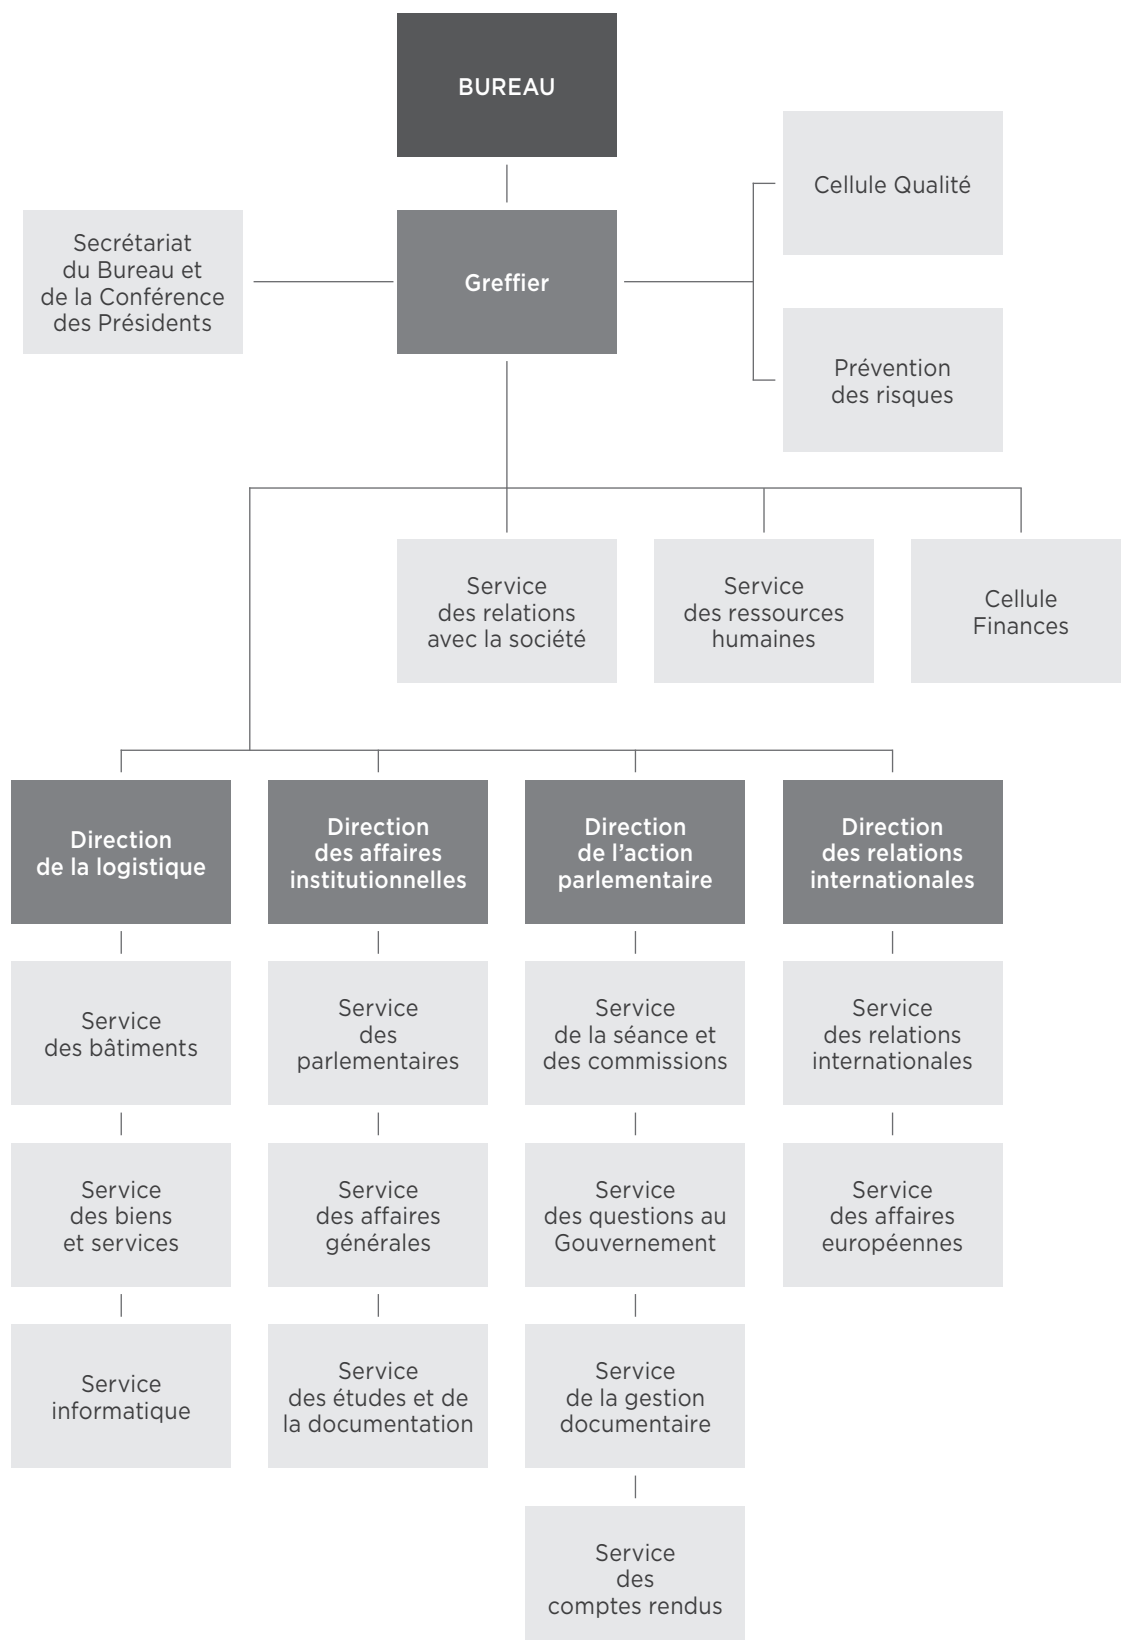 BUREAU
Cellule Qualité
Secrétariat
du Bureau et
de la Conférence
des Présidents
Greffier
Prévention
des risques
Service
des relations
avec la société
Service
des ressources
humaines
Cellule
Finances
Direction
de la logistique
Direction
des affaires
institutionnelles
Direction
de l’action
parlementaire
Direction
des relations
internationales
Service
des bâtiments
Service
des
parlementaires
Service
de la séance et
des commissions
Service
des relations
internationales
Service
des biens
et services
Service
des affaires
générales
Service
des questions au
Gouvernement
Service
des affaires
européennes
Service
informatique
Service
des études et de
la documentation
Service
de la gestion
documentaire
Service
des
comptes rendus